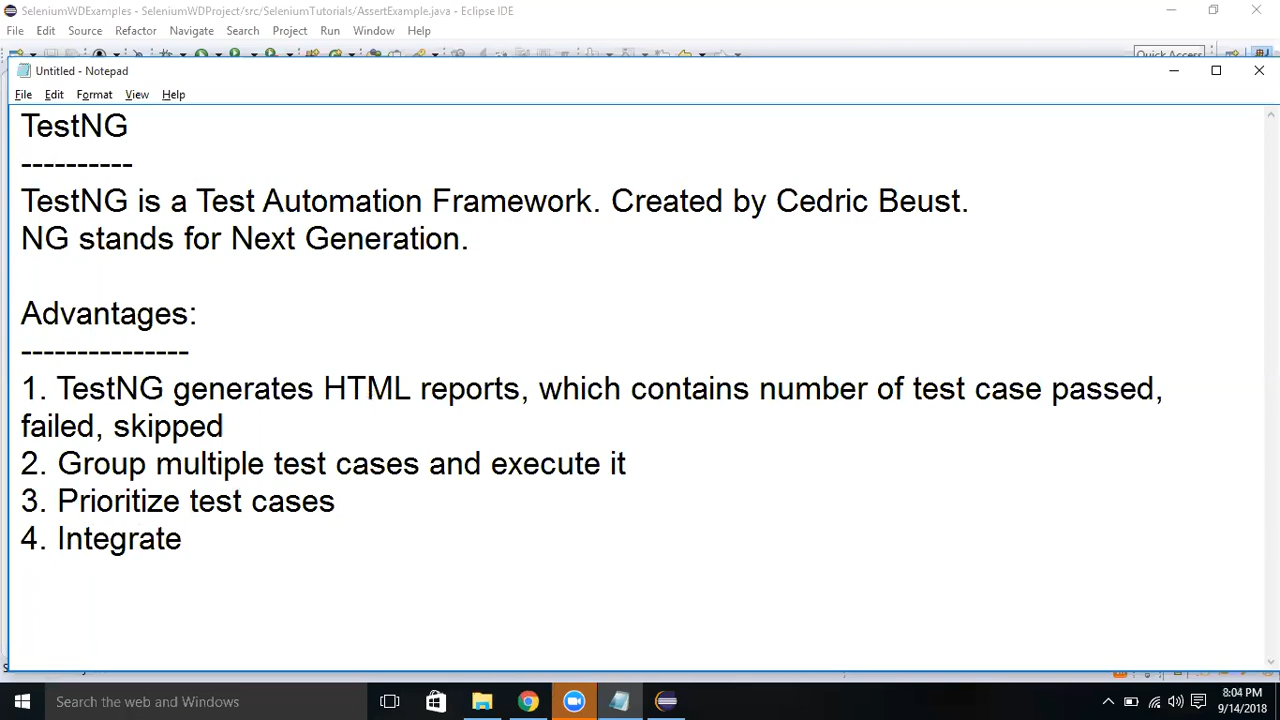 SeleniumWDExamples - SeleniumWDProject/src/SeleniumTutorials/AssertExample.java - Eclipse IDE
File Edit Source Refactor Navigate Search Project Run Window Help
Quick Access
Untitled - Notepad
File Edit Format View Help
TestNG
----------
TestNG is a Test Automation Framework. Created by Cedric Beust.
NG stands for Next Generation.
Advantages:
---------------
1. TestNG generates HTML reports, which contains number of test case passed,
failed, skipped
2. Group multiple test cases and execute it
3. Prioritize test cases
4. Integrate
Search the web and Windows
8:04 PM
9/14/2018